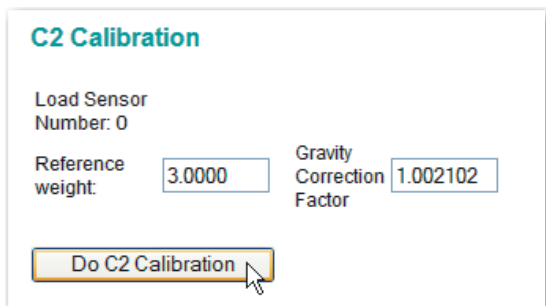 C2 Calibration
Load Sensor
Number: 0
Reference
weight:
3.0000
Gravity
Correction
Factor
1.002102
Do C2 Calibration